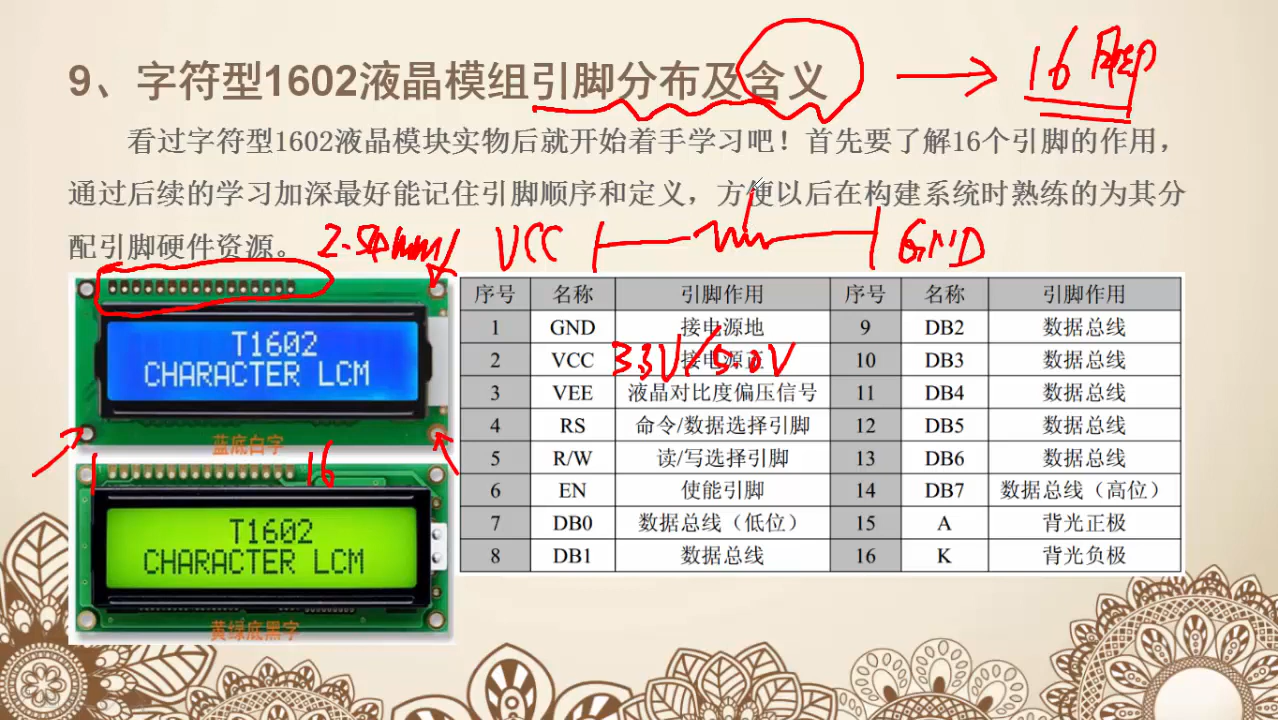 9、字符型1602液晶模组引脚分布及含义
16 脚
看过字符型1602液晶模块实物后就开始着手学习吧！首先要了解16个引脚的作用，
通过后续的学习加深最好能记住引脚顺序和定义，方便以后在构建系统时熟练的为其分
配引脚硬件资源。
2.54mm
VCC
GND
T1602
CHARACTER LCM
蓝底白字
1
16
T1602
CHARACTER LCM
黄绿底黑字
序号 名称 引脚作用 序号 名称 引脚作用
1 GND 接电源地 9 DB2 数据总线
2 VCC 接电源正 10 DB3 数据总线
3.3V/5.0V
3 VEE 液晶对比度偏压信号 11 DB4 数据总线
4 RS 命令/数据选择引脚 12 DB5 数据总线
5 R/W 读/写选择引脚 13 DB6 数据总线
6 EN 使能引脚 14 DB7 数据总线（高位）
7 DB0 数据总线（低位） 15 A 背光正极
8 DB1 数据总线 16 K 背光负极